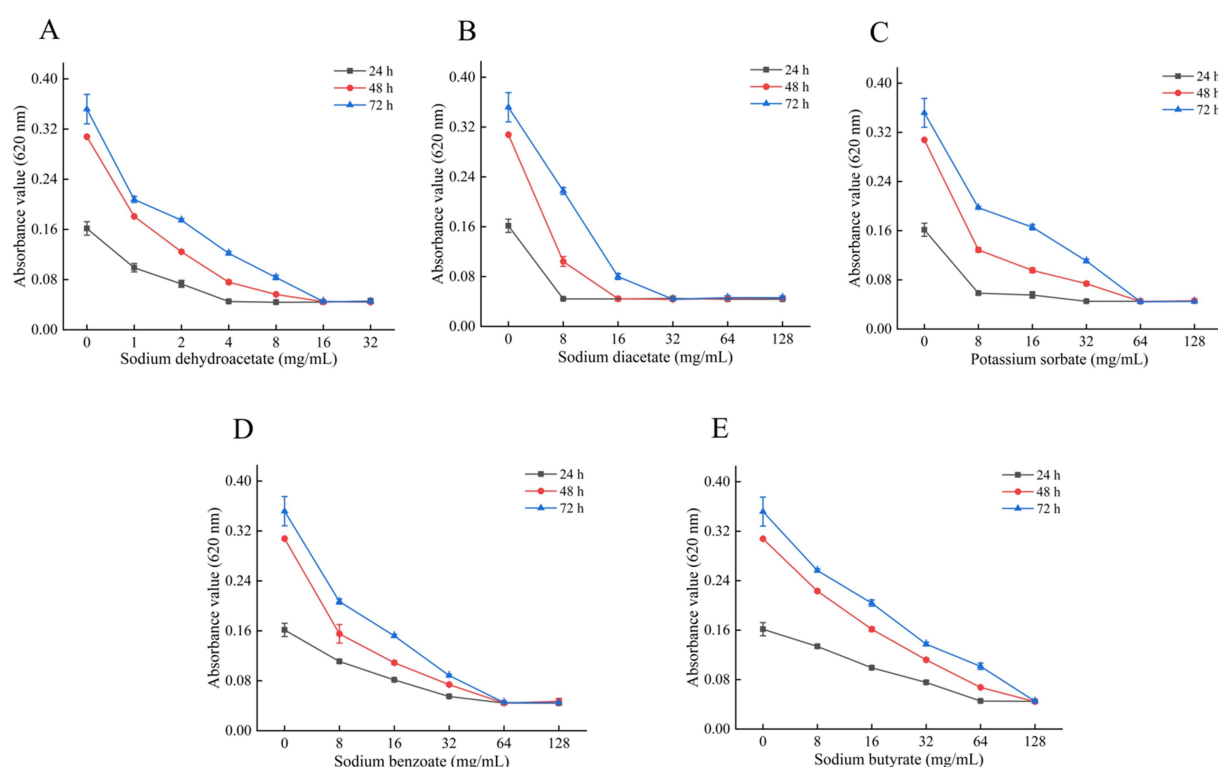 A
Absorbance value (620 nm)
0.40
0.32
0.24
0.16
0.08
0.00
24 h
48 h
72 h
0 1 2 4 8 16 32
Sodium dehydroacetate (mg/mL)
B
Absorbance value (620 nm)
0.40
0.32
0.24
0.16
0.08
0.00
24 h
48 h
72 h
0 8 16 32 64 128
Sodium diacetate (mg/mL)
C
Absorbance value (620 nm)
0.40
0.32
0.24
0.16
0.08
0.00
24 h
48 h
72 h
0 8 16 32 64 128
Potassium sorbate (mg/mL)
D
Absorbance value (620 nm)
0.40
0.32
0.24
0.16
0.08
0.00
24 h
48 h
72 h
0 8 16 32 64 128
Sodium benzoate (mg/mL)
E
Absorbance value (620 nm)
0.40
0.32
0.24
0.16
0.08
0.00
24 h
48 h
72 h
0 8 16 32 64 128
Sodium butyrate (mg/mL)